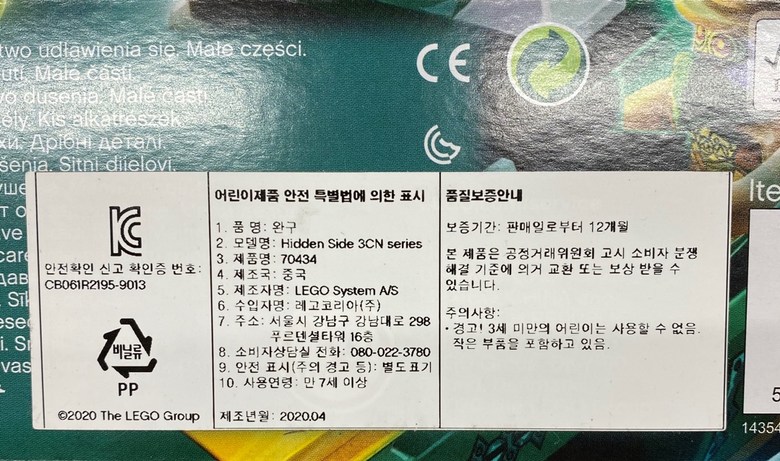 two udławienia się. Małe części.
utí. Malé časti.
dusenia. Malé časti.
ély. Kis alkatrészek.
Дрібні деталі.
šenja. Sitni dijelovi.
CE
안전확인 신고 확인증 번호:
CB061R2195-9013
비닐류
PP
©2020 The LEGO Group
어린이제품 안전 특별법에 의한 표시
1. 품 명: 완구
2. 모델명: Hidden Side 3CN series
3. 제품명: 70434
4. 제조국: 중국
5. 제조자명: LEGO System A/S
6. 수입자명: 레고코리아(주)
7. 주소: 서울시 강남구 강남대로 298
푸르덴셜타워 16층
8. 소비자상담실 전화: 080-022-3780
9. 안전 표시(주의 경고 등): 별도표기
10. 사용연령: 만 7세 이상
제조년월: 2020.04
품질보증안내
보증기간: 판매일로부터 12개월
본 제품은 공정거래위원회 고시 소비자 분쟁
해결 기준에 의거 교환 또는 보상 받을 수
있습니다.
주의사항:
• 경고! 3세 미만의 어린이는 사용할 수 없음.
작은 부품을 포함하고 있음.
Ite
14354